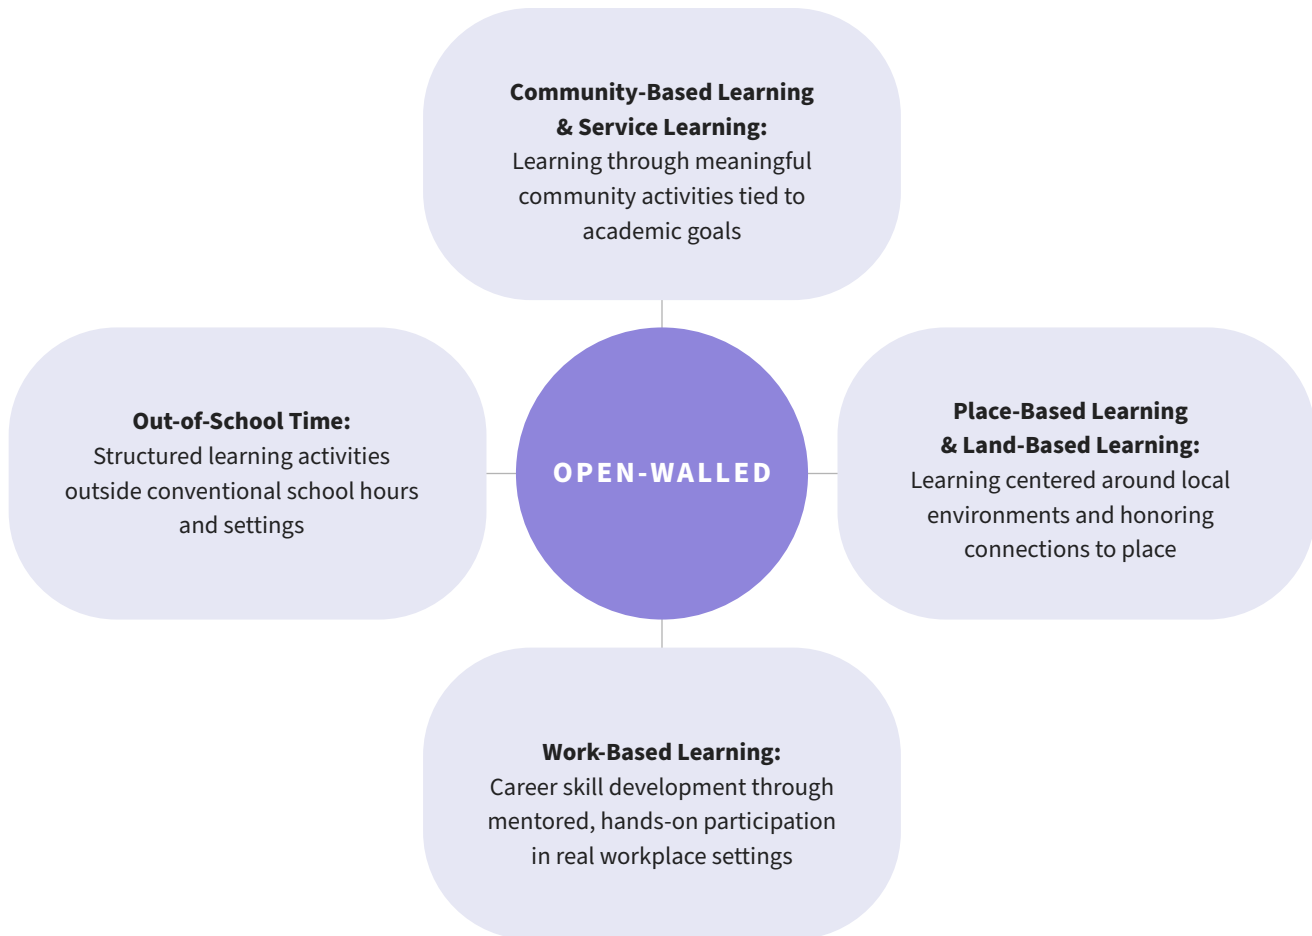 Community-Based Learning
& Service Learning:
Learning through meaningful
community activities tied to
academic goals
Out-of-School Time:
Structured learning activities
outside conventional school hours
and settings
OPEN-WALLED
Place-Based Learning
& Land-Based Learning:
Learning centered around local
environments and honoring
connections to place
Work-Based Learning:
Career skill development through
mentored, hands-on participation
in real workplace settings